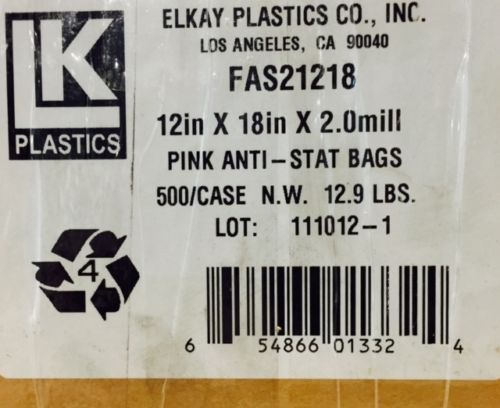 LK
PLASTICS
ELKAY PLASTICS CO., INC.
LOS ANGELES, CA 90040
FAS21218
12in X 18in X 2.0mill
PINK ANTI-STAT BAGS
500/CASE N.W. 12.9 LBS.
LOT: 111012-1
4
6 54866 01332 4